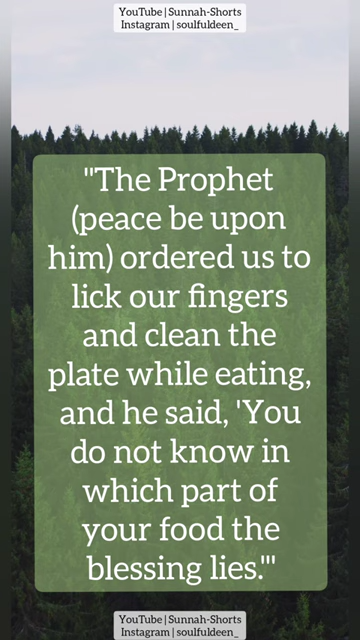 YouTube | Sunnah-Shorts
Instagram | soulfuldeen_
"The Prophet
(peace be upon
him) ordered us to
lick our fingers
and clean the
plate while eating,
and he said, 'You
do not know in
which part of
your food the
blessing lies.'"
YouTube | Sunnah-Shorts
Instagram | soulfuldeen_